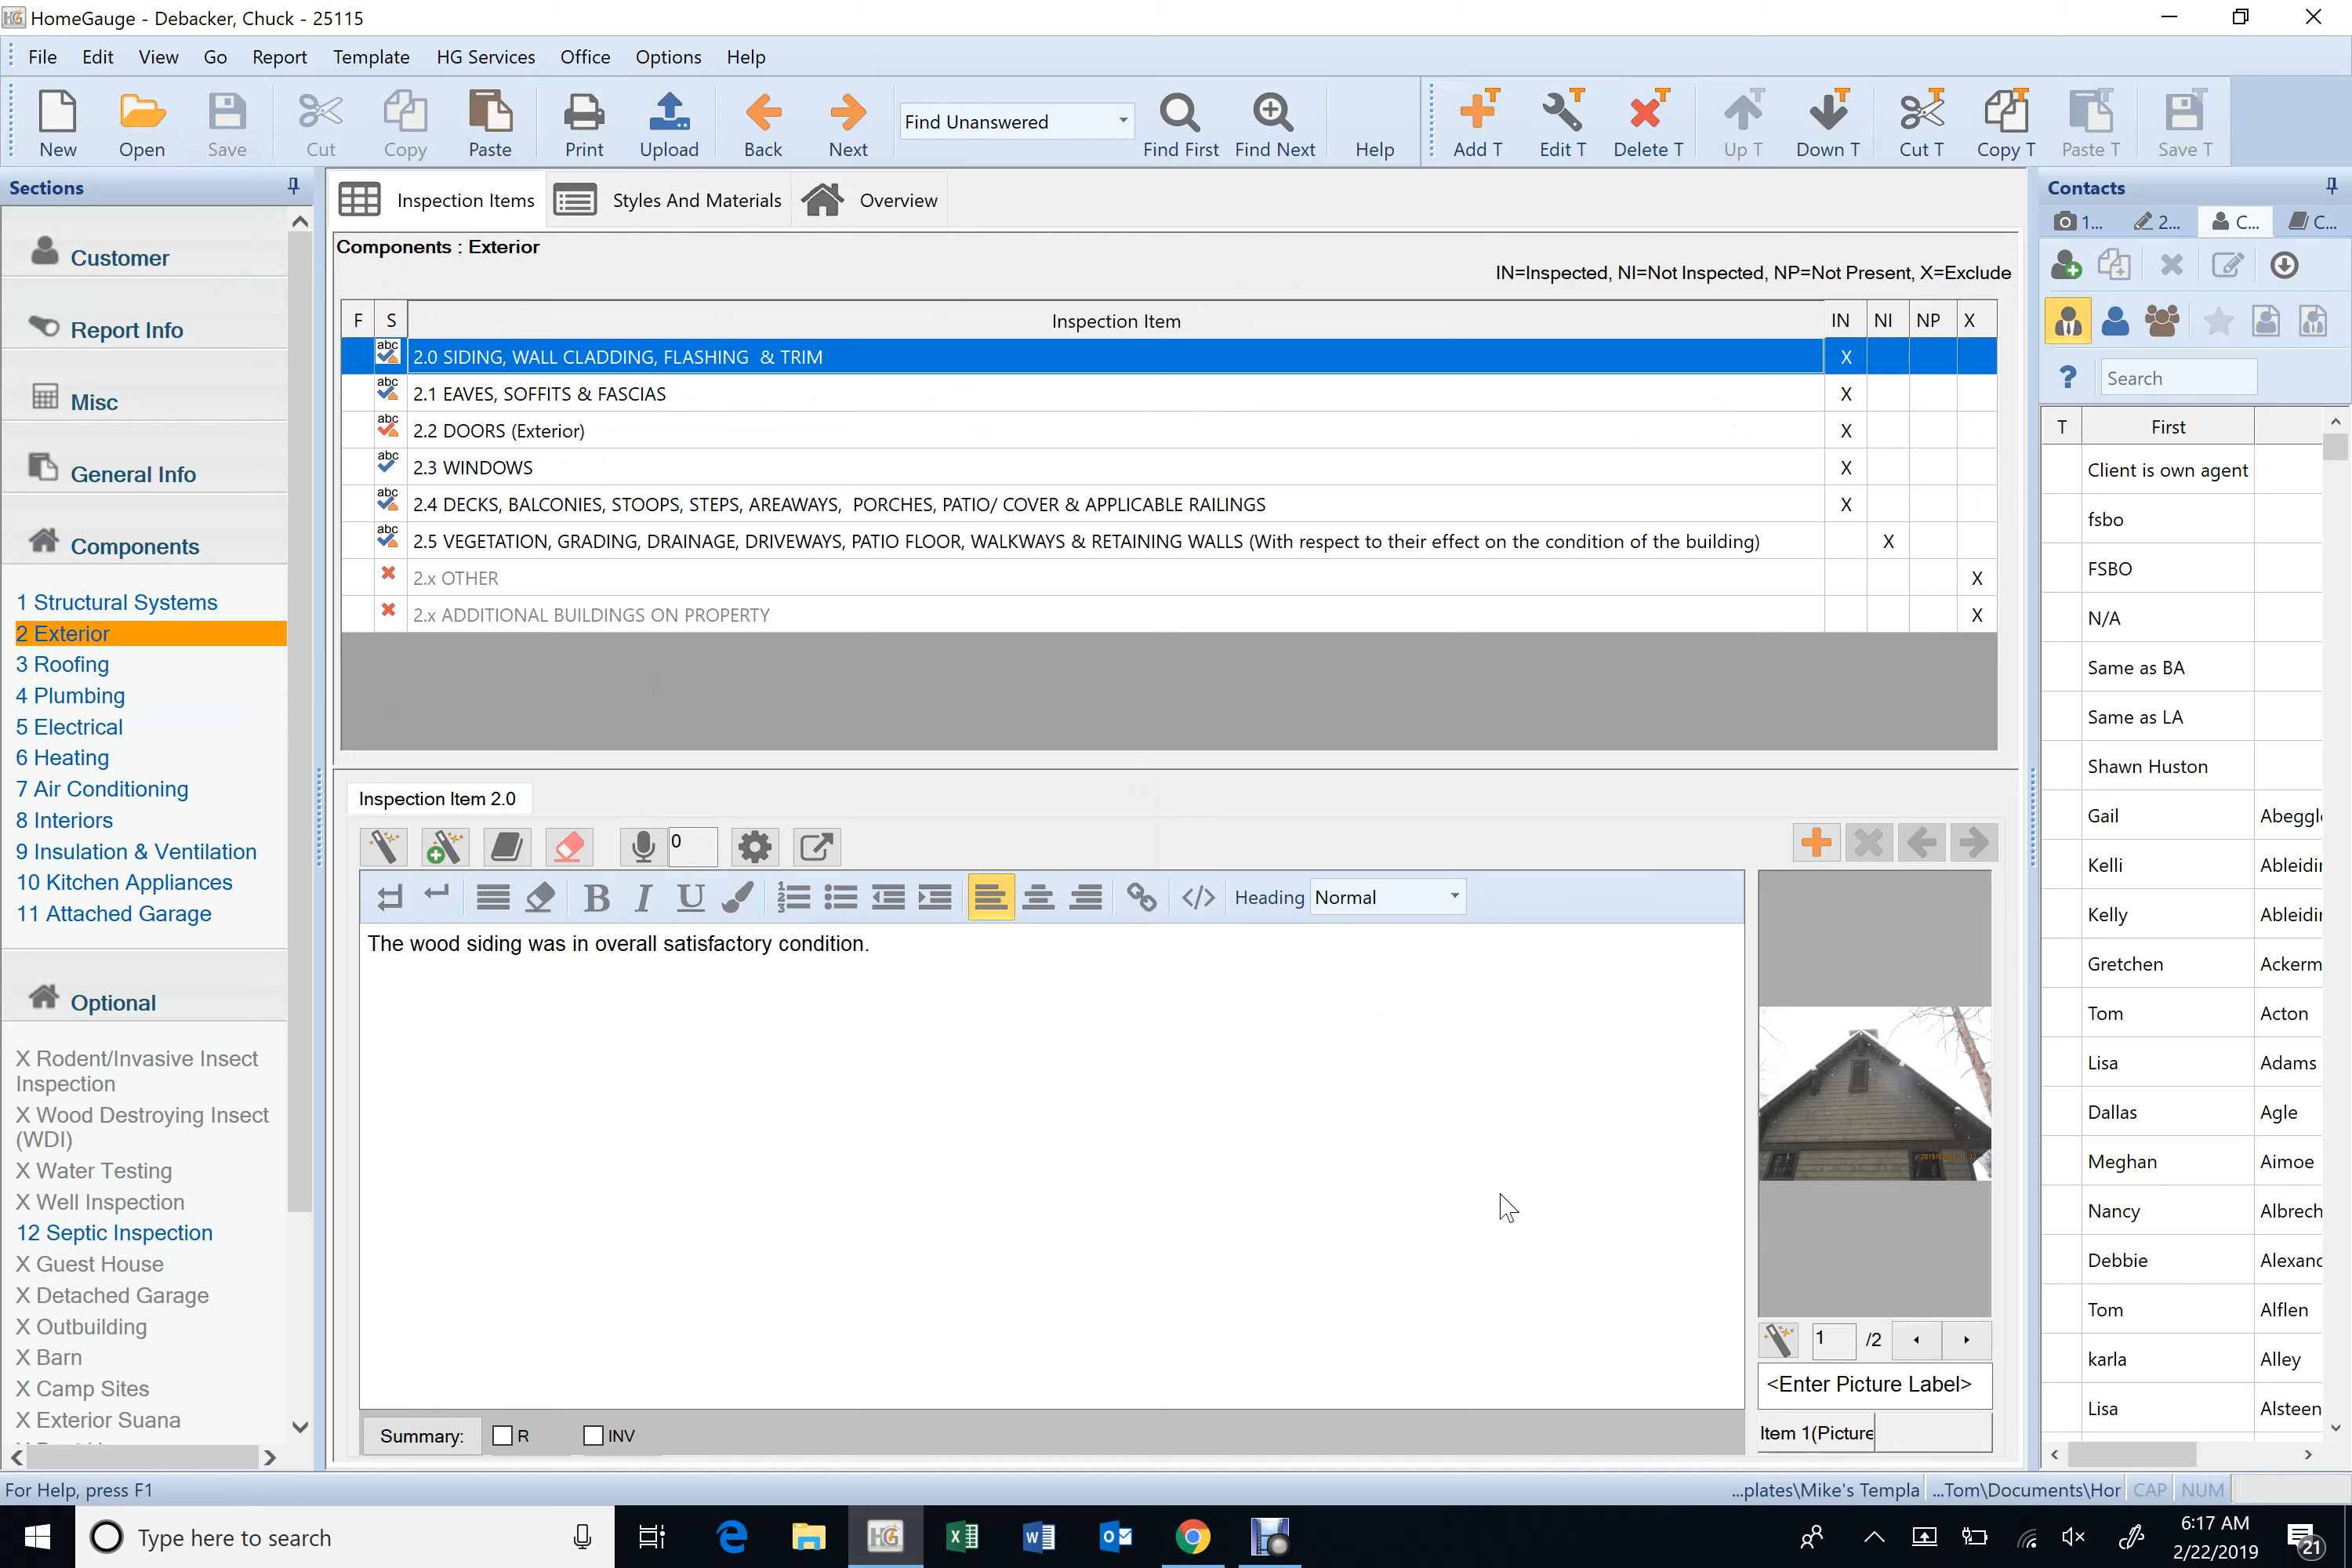 HomeGauge - Debacker, Chuck - 25115
File Edit View Go Report Template HG Services Office Options Help
New Open Save Cut Copy Paste Print Upload Back Next Find Unanswered Find First Find Next Help Add T Edit T Delete T Up T Down T Cut T Copy T Paste T Save T
Sections
Customer
Report Info
Misc
General Info
Components
1 Structural Systems
2 Exterior
3 Roofing
4 Plumbing
5 Electrical
6 Heating
7 Air Conditioning
8 Interiors
9 Insulation & Ventilation
10 Kitchen Appliances
11 Attached Garage
Optional
X Rodent/Invasive Insect
Inspection
X Wood Destroying Insect
(WDI)
X Water Testing
X Well Inspection
12 Septic Inspection
X Guest House
X Detached Garage
X Outbuilding
X Barn
X Camp Sites
X Exterior Suana
Inspection Items Styles And Materials Overview
Components : Exterior
IN=Inspected, NI=Not Inspected, NP=Not Present, X=Exclude
F S Inspection Item IN NI NP X
abc 2.0 SIDING, WALL CLADDING, FLASHING & TRIM X
abc 2.1 EAVES, SOFFITS & FASCIAS X
abc 2.2 DOORS (Exterior) X
abc 2.3 WINDOWS X
abc 2.4 DECKS, BALCONIES, STOOPS, STEPS, AREAWAYS, PORCHES, PATIO/ COVER & APPLICABLE RAILINGS X
abc 2.5 VEGETATION, GRADING, DRAINAGE, DRIVEWAYS, PATIO FLOOR, WALKWAYS & RETAINING WALLS (With respect to their effect on the condition of the building) X
2.x OTHER X
2.x ADDITIONAL BUILDINGS ON PROPERTY X
Inspection Item 2.0
0
B I U Heading Normal
The wood siding was in overall satisfactory condition.
1 /2
<Enter Picture Label>
Item 1(Picture
Summary: R INV
Contacts
1... 2... C... C...
? Search
T First
Client is own agent
fsbo
FSBO
N/A
Same as BA
Same as LA
Shawn Huston
Gail Abeggl
Kelli Ableidi
Kelly Ableidi
Gretchen Ackerm
Tom Acton
Lisa Adams
Dallas Agle
Meghan Aimoe
Nancy Albrech
Debbie Alexan
Tom Alflen
karla Alley
Lisa Alsteen
For Help, press F1 ...plates\Mike's Templa ...Tom\Documents\Hor CAP NUM
Type here to search
6:17 AM
2/22/2019
21